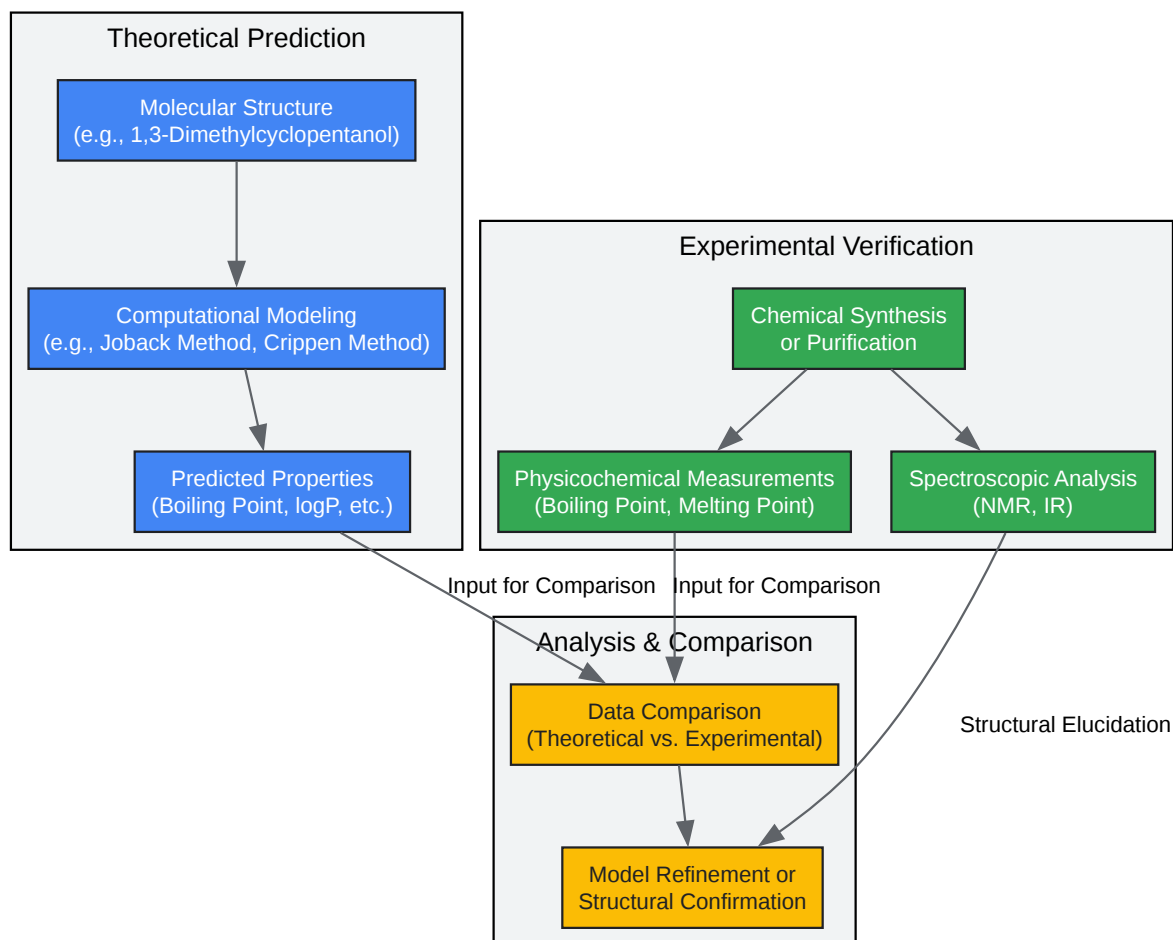 Theoretical Prediction
Molecular Structure
(e.g., 1,3-Dimethylcyclopentanol)
Computational Modeling
(e.g., Joback Method, Crippen Method)
Predicted Properties
(Boiling Point, logP, etc.)
Experimental Verification
Chemical Synthesis
or Purification
Physicochemical Measurements
(Boiling Point, Melting Point)
Spectroscopic Analysis
(NMR, IR)
Input for Comparison
Input for Comparison
Structural Elucidation
Analysis & Comparison
Data Comparison
(Theoretical vs. Experimental)
Model Refinement or
Structural Confirmation